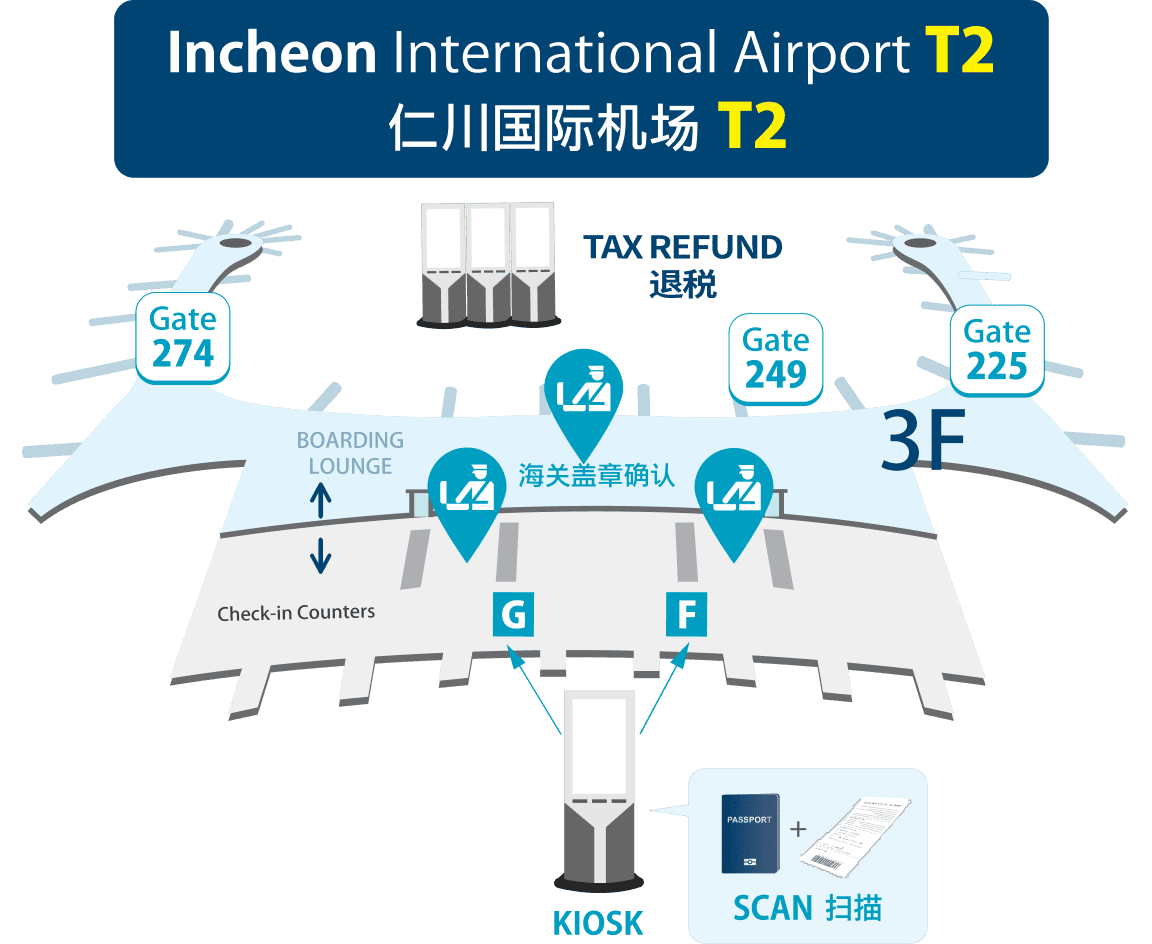 Incheon International Airport T2
仁川国际机场 T2
TAX REFUND
退税
Gate
274
Gate
249
Gate
225
3F
BOARDING
LOUNGE
海关盖章确认
Check-in Counters
G
F
PASSPORT
+
SCAN 扫描
KIOSK